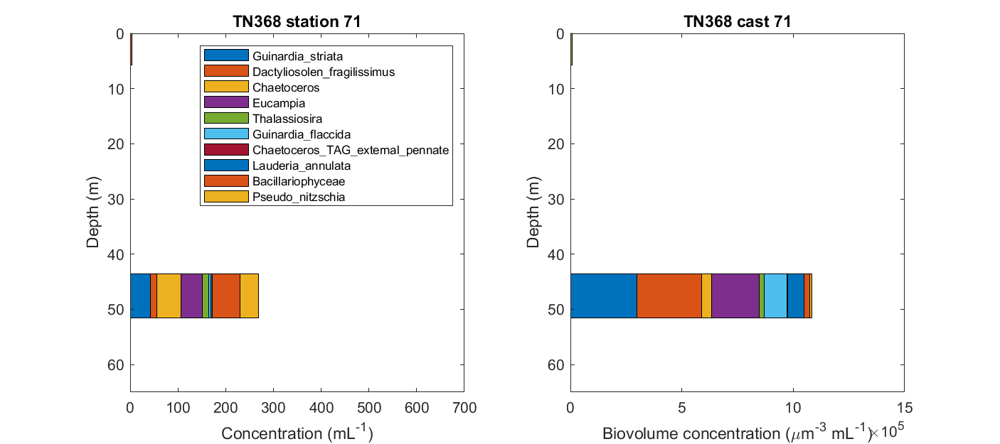 TN368 station 71
0
10
20
30
40
50
60
Depth (m)
Guinardia_striata
Dactyliosolen_fragilissimus
Chaetoceros
Eucampia
Thalassiosira
Guinardia_flaccida
Chaetoceros_TAG_external_pennate
Lauderia_annulata
Bacillariophyceae
Pseudo_nitzschia
0 100 200 300 400 500 600 700
Concentration (mL⁻¹)
TN368 cast 71
0
10
20
30
40
50
60
Depth (m)
0 5 10 15
Biovolume concentration (μm⁻³ mL⁻¹) ×10⁵